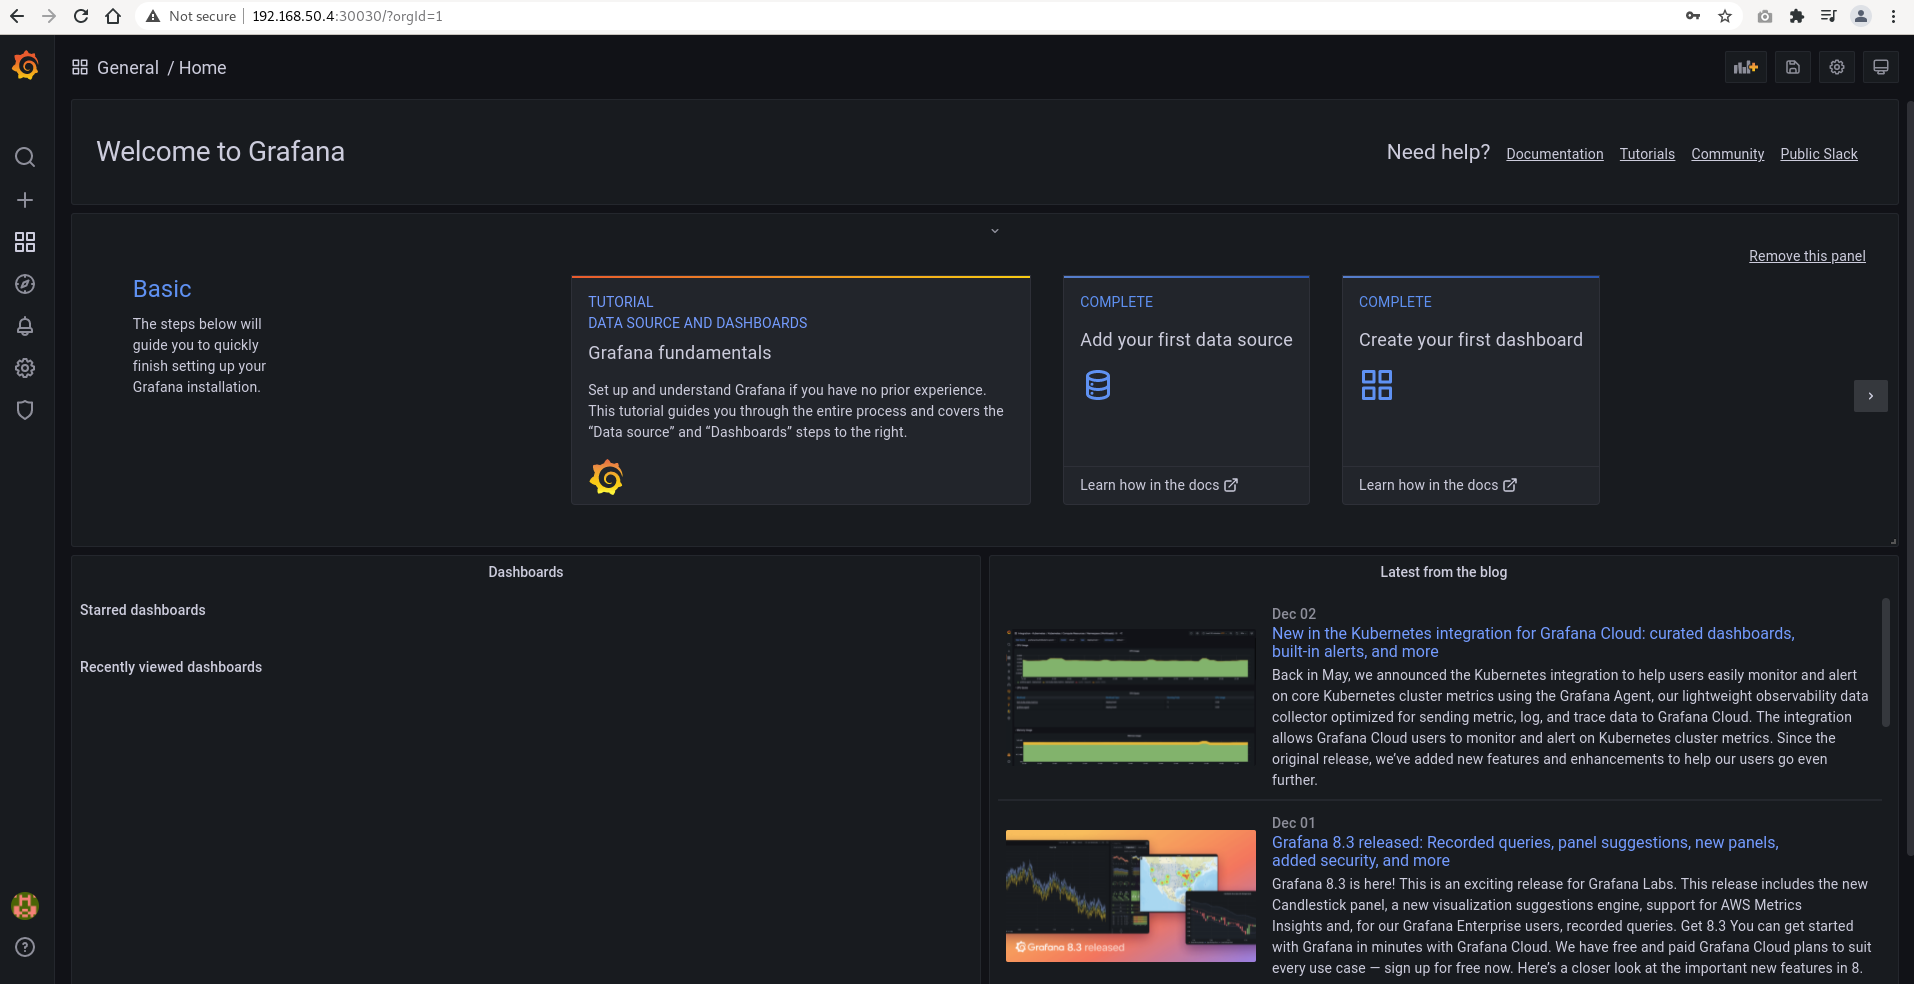 Not secure
192.168.50.4:30030/?orgId=1
General / Home
Welcome to Grafana
Need help? Documentation Tutorials Community Public Slack
Remove this panel
Basic
The steps below will
guide you to quickly
finish setting up your
Grafana installation.
TUTORIAL
DATA SOURCE AND DASHBOARDS
Grafana fundamentals
Set up and understand Grafana if you have no prior experience.
This tutorial guides you through the entire process and covers the
“Data source” and “Dashboards” steps to the right.
COMPLETE
Add your first data source
Learn how in the docs
COMPLETE
Create your first dashboard
Learn how in the docs
Dashboards
Starred dashboards
Recently viewed dashboards
Latest from the blog
Dec 02
New in the Kubernetes integration for Grafana Cloud: curated dashboards,
built-in alerts, and more
Back in May, we announced the Kubernetes integration to help users easily monitor and alert
on core Kubernetes cluster metrics using the Grafana Agent, our lightweight observability data
collector optimized for sending metric, log, and trace data to Grafana Cloud. The integration
allows Grafana Cloud users to monitor and alert on Kubernetes cluster metrics. Since the
original release, we’ve added new features and enhancements to help our users go even
further.
Grafana 8.3 released
Dec 01
Grafana 8.3 released: Recorded queries, panel suggestions, new panels,
added security, and more
Grafana 8.3 is here! This is an exciting release for Grafana Labs. This release includes the new
Candlestick panel, a new visualization suggestions engine, support for AWS Metrics
Insights and, for our Grafana Enterprise users, recorded queries. Get 8.3 You can get started
with Grafana in minutes with Grafana Cloud. We have free and paid Grafana Cloud plans to suit
every use case — sign up for free now. Here’s a closer look at the important new features in 8.